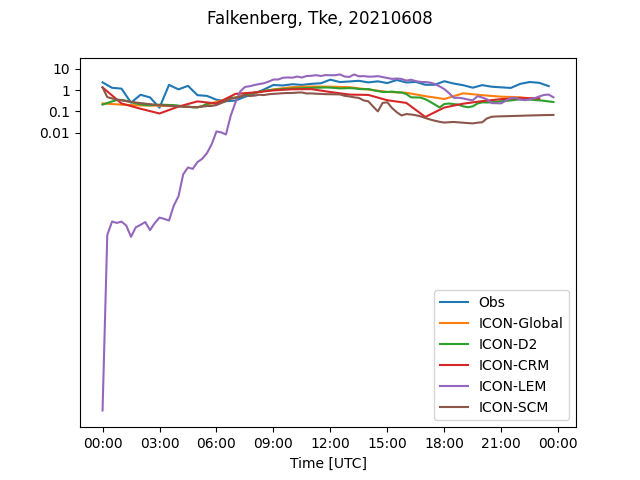 Falkenberg, Tke, 20210608
10
1
0.1
0.01
Obs
ICON-Global
ICON-D2
ICON-CRM
ICON-LEM
ICON-SCM
00:00 03:00 06:00 09:00 12:00 15:00 18:00 21:00 00:00
Time [UTC]